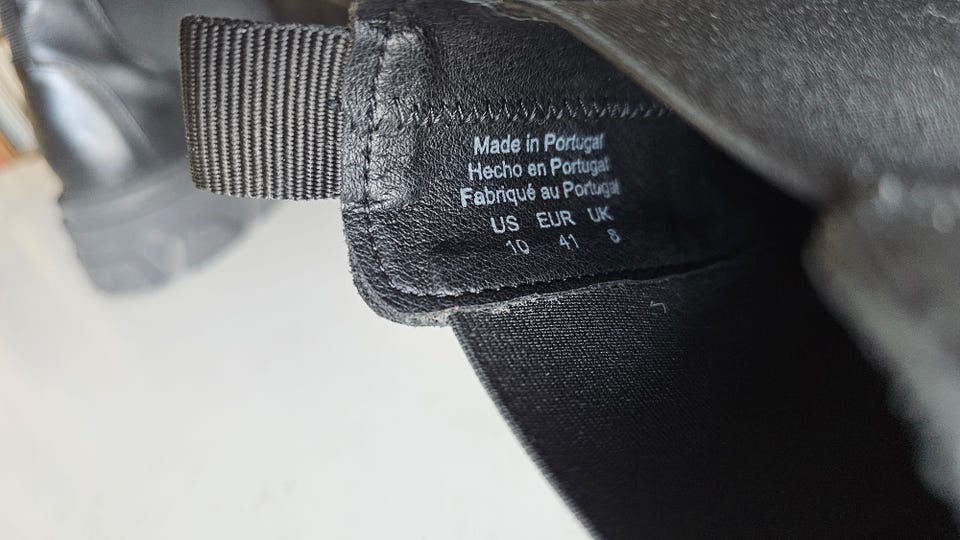 Made in Portugal
Hecho en Portugal
Fabriqué au Portugal
US EUR UK
10 41 8